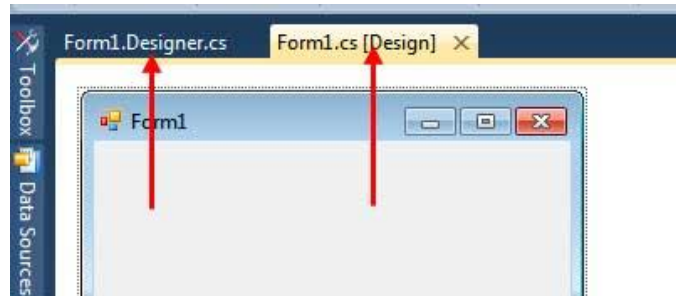 Form1.Designer.cs
Form1.cs [Design]
Toolbox
Form1
Data Sources